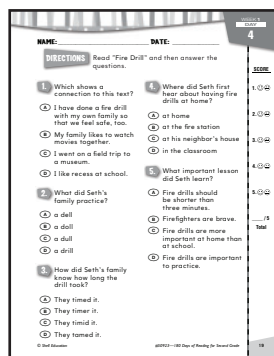 WEEK 1
DAY
4
NAME: DATE:
DIRECTIONS Read "Fire Drill" and then answer the
questions.
SCORE
1. Which shows a
connection to this text?
A I have done a fire drill
with my own family so
that we feel safe, too.
B My family likes to watch
movies together.
C I went on a field trip to
a museum.
D I like recess at school.
2. What did Seth's
family practice?
A a dell
B a doll
C a dull
D a drill
3. How did Seth's family
know how long the
drill took?
A They timed it.
B They timer it.
C They timid it.
D They tamed it.
4. Where did Seth first
hear about having fire
drills at home?
A at home
B at the fire station
C at his neighbor's house
D in the classroom
5. What important lesson
did Seth learn?
A Fire drills should
be shorter than
three minutes.
B Firefighters are brave.
C Fire drills are more
important at home than
at school.
D Fire drills are important
to practice.
1.
2.
3.
4.
5.
/ 5
Total
© Shell Education
180 Days of Reading for Second Grade